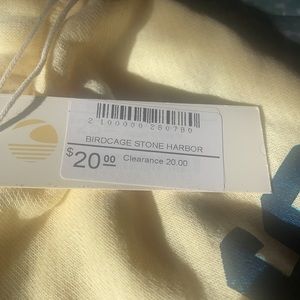 2 100000 260780
BIRDCAGE STONE HARBOR
$20.00 Clearance 20.00